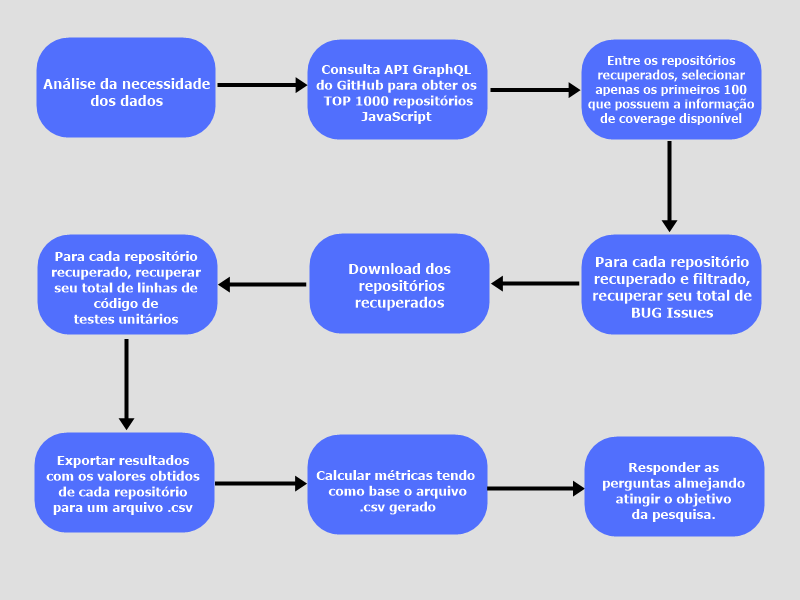 Análise da necessidade
dos dados
Consulta API GraphQL
do GitHub para obter os
TOP 1000 repositórios
JavaScript
Entre os repositórios
recuperados, selecionar
apenas os primeiros 100
que possuem a informação
de coverage disponível
Para cada repositório
recuperado e filtrado,
recuperar seu total de
BUG Issues
Download dos
repositórios
recuperados
Para cada repositório
recuperado, recuperar
seu total de linhas de
código de
testes unitários
Exportar resultados
com os valores obtidos
de cada repositório
para um arquivo .csv
Calcular métricas tendo
como base o arquivo
.csv gerado
Responder as
perguntas almejando
atingir o objetivo
da pesquisa.